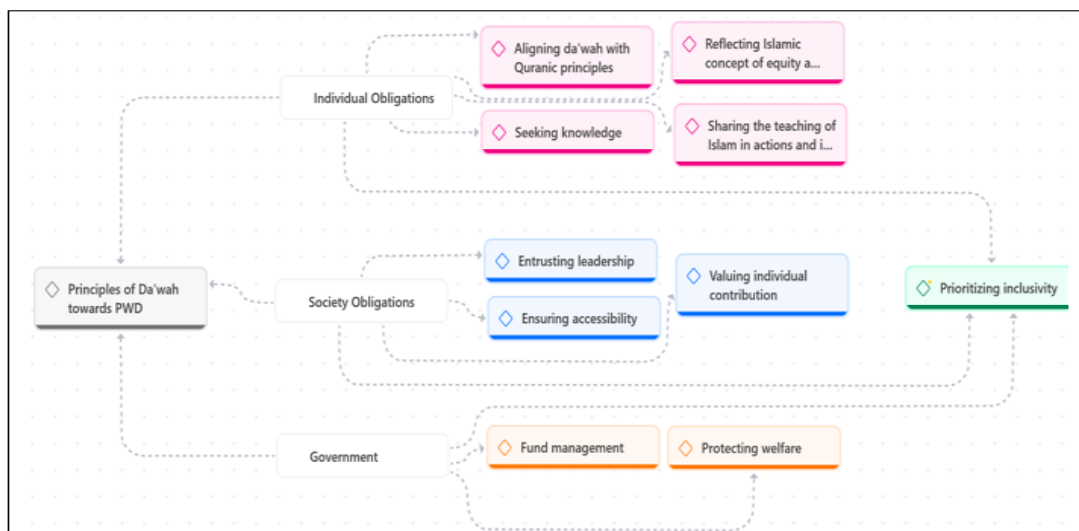 Aligning da'wah with
Quranic principles
Reflecting Islamic
concept of equity a...
Individual Obligations
Seeking knowledge
Sharing the teaching of
Islam in actions and i...
Principles of Da'wah
towards PWD
Society Obligations
Entrusting leadership
Ensuring accessibility
Valuing individual
contribution
Prioritizing inclusivity
Government
Fund management
Protecting welfare